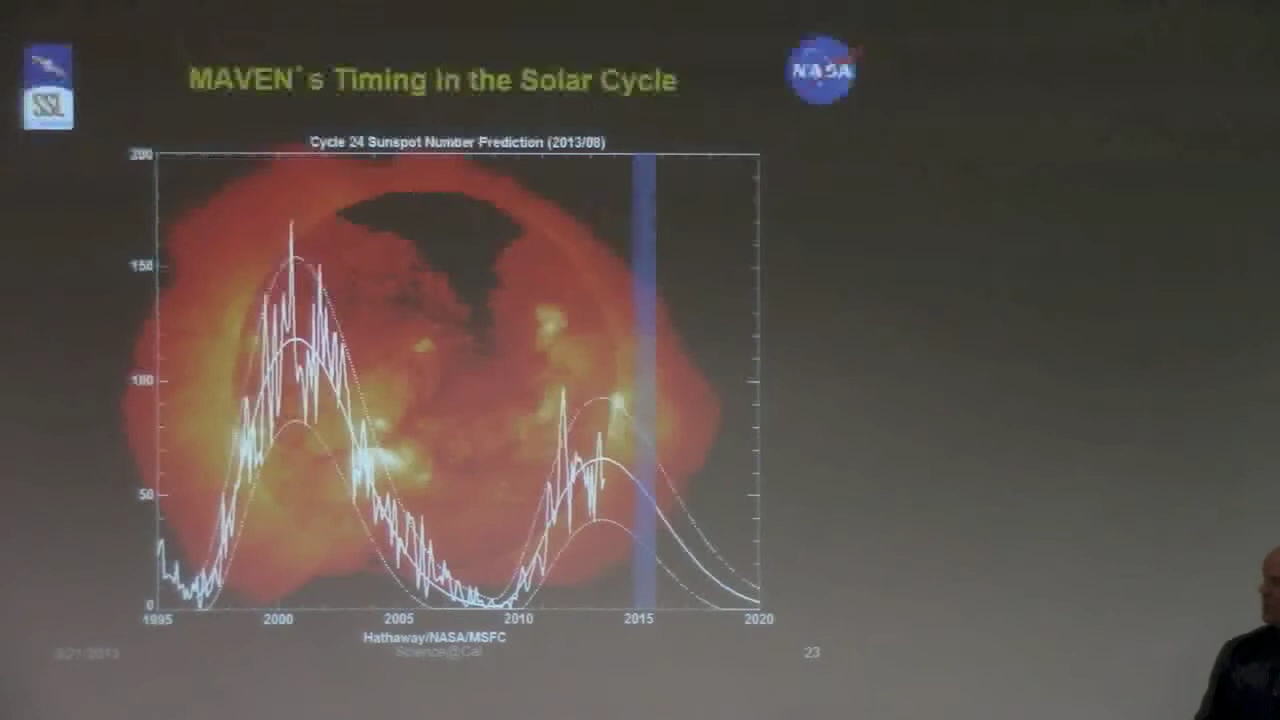 SSL
MAVEN's Timing in the Solar Cycle
NASA
Cycle 24 Sunspot Number Prediction (2013/08)
200
150
100
50
0
1995 2000 2005 2010 2015 2020
Hathaway/NASA/MSFC
Science@Cal
23